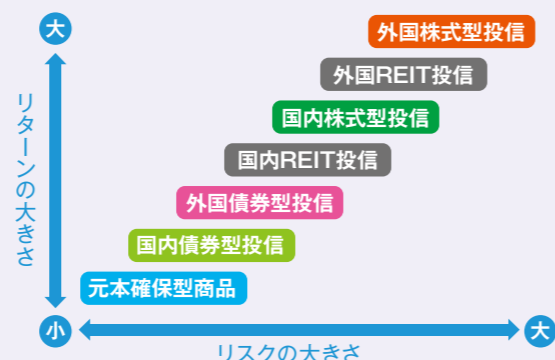 大
外国株式型投信
外国REIT投信
国内株式型投信
国内REIT投信
外国債券型投信
国内債券型投信
元本確保型商品
リターンの大きさ
小
大
リスクの大きさ